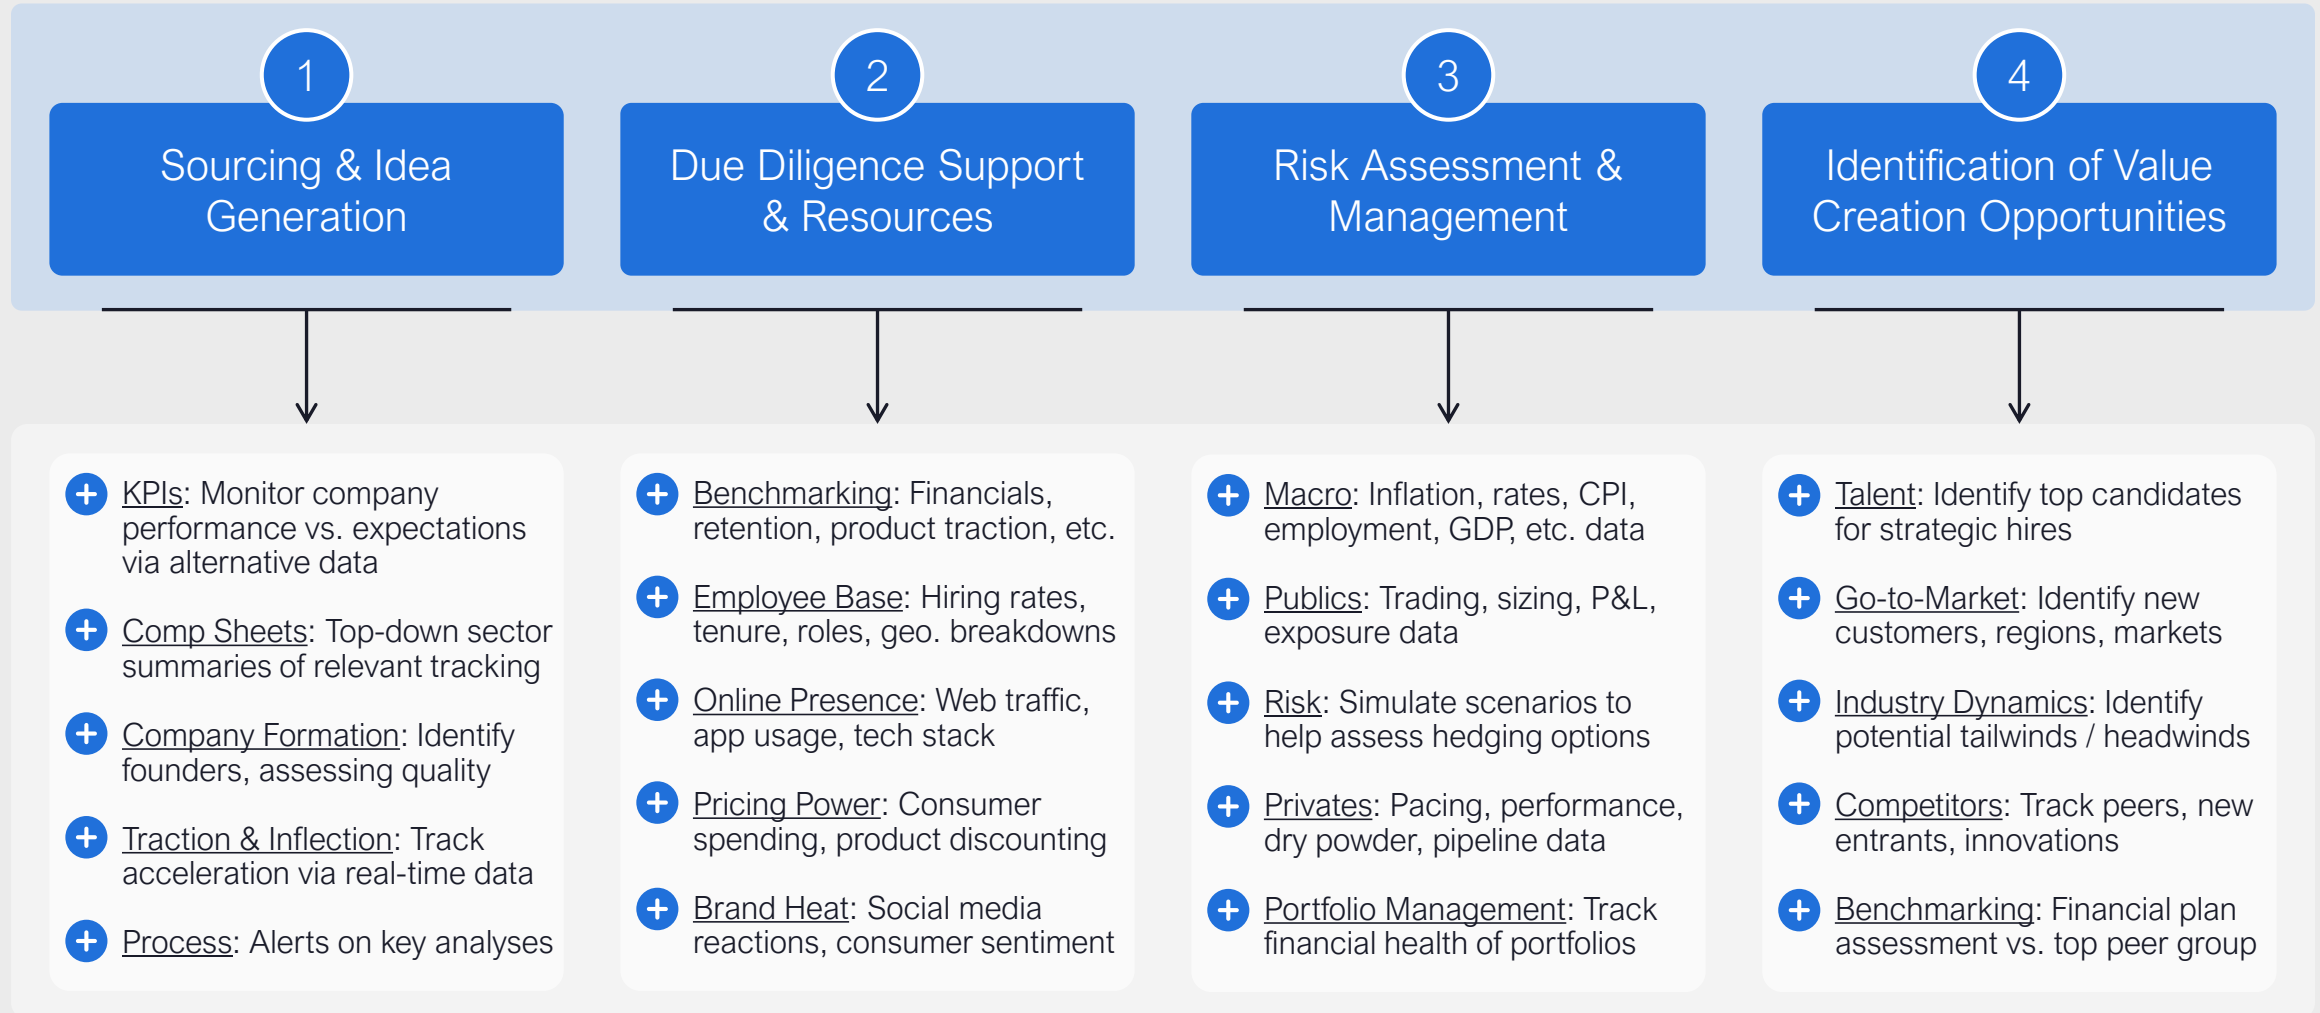 1
Sourcing & Idea
Generation
2
Due Diligence Support
& Resources
3
Risk Assessment &
Management
4
Identification of Value
Creation Opportunities
KPIs: Monitor company
performance vs. expectations
via alternative data
Comp Sheets: Top-down sector
summaries of relevant tracking
Company Formation: Identify
founders, assessing quality
Traction & Inflection: Track
acceleration via real-time data
Process: Alerts on key analyses
Benchmarking: Financials,
retention, product traction, etc.
Employee Base: Hiring rates,
tenure, roles, geo. breakdowns
Online Presence: Web traffic,
app usage, tech stack
Pricing Power: Consumer
spending, product discounting
Brand Heat: Social media
reactions, consumer sentiment
Macro: Inflation, rates, CPI,
employment, GDP, etc. data
Publics: Trading, sizing, P&L,
exposure data
Risk: Simulate scenarios to
help assess hedging options
Privates: Pacing, performance,
dry powder, pipeline data
Portfolio Management: Track
financial health of portfolios
Talent: Identify top candidates
for strategic hires
Go-to-Market: Identify new
customers, regions, markets
Industry Dynamics: Identify
potential tailwinds / headwinds
Competitors: Track peers, new
entrants, innovations
Benchmarking: Financial plan
assessment vs. top peer group